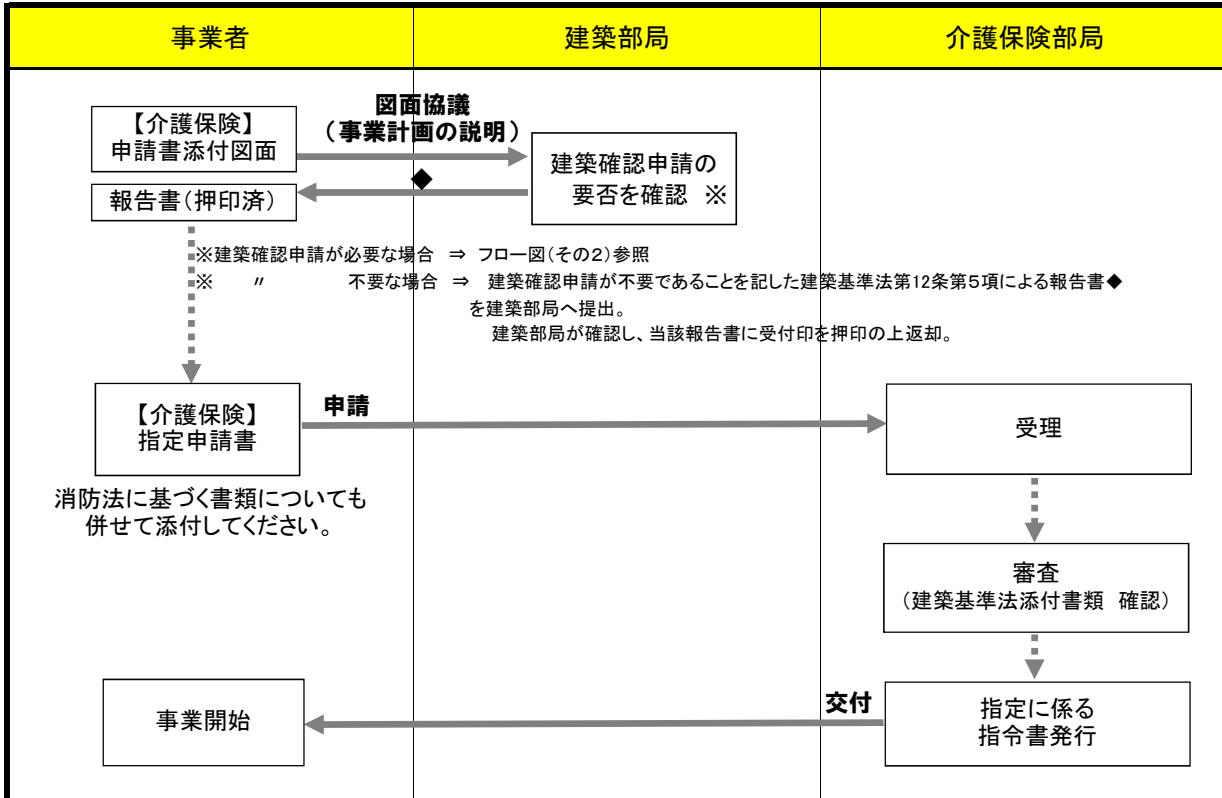 事業者
建築部局
介護保険部局
図面協議
（事業計画の説明）
【介護保険】
申請書添付図面
建築確認申請の
要否を確認 ※
◆
報告書（押印済）
※建築確認申請が必要な場合 ⇒ フロー図（その２）参照
※ 〃 不要な場合 ⇒ 建築確認申請が不要であることを記した建築基準法第12条第５項による報告書◆
を建築部局へ提出。
建築部局が確認し、当該報告書に受付印を押印の上返却。
【介護保険】
指定申請書
申請
受理
消防法に基づく書類についても
併せて添付してください。
審査
（建築基準法添付書類 確認）
事業開始
交付
指定に係る
指令書発行